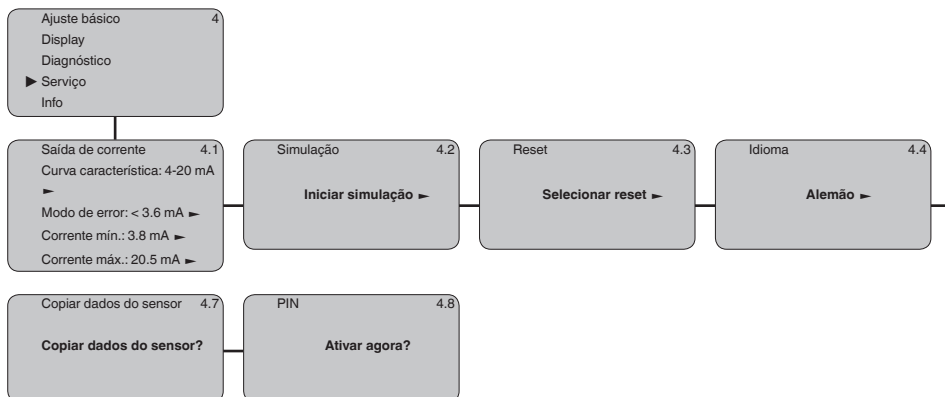 Ajuste básico 4
Display
Diagnóstico
▶ Serviço
Info
Saída de corrente 4.1
Curva característica: 4-20 mA
►
Modo de error: < 3.6 mA ►
Corrente mín.: 3.8 mA ►
Corrente máx.: 20.5 mA ►
Simulação 4.2
Iniciar simulação ►
Reset 4.3
Selecionar reset ►
Idioma 4.4
Alemão ►
Copiar dados do sensor 4.7
Copiar dados do sensor?
PIN 4.8
Ativar agora?